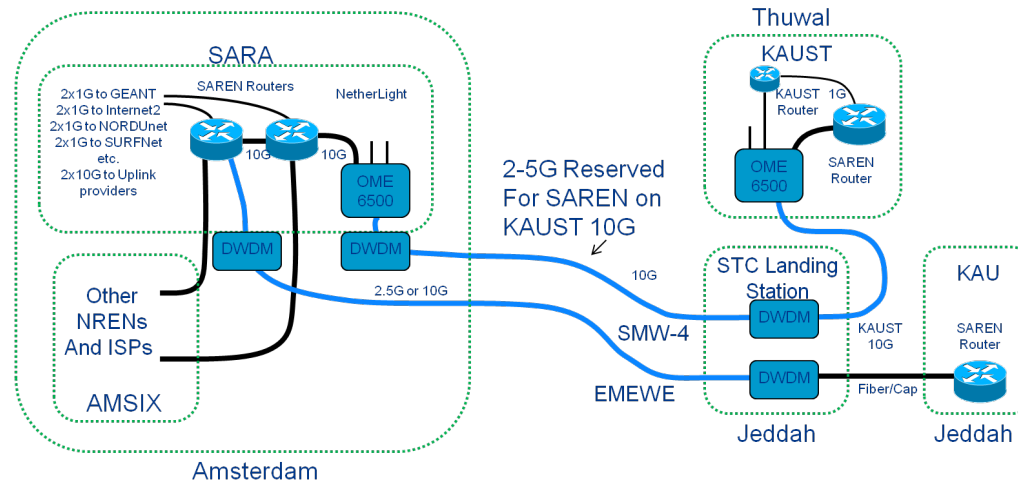 Thuwal
SARA
KAUST
2x1G to GEANT
2x1G to Internet2
2x1G to NORDUnet
2x1G to SURFNet
etc.
2x10G to Uplink
providers
SAREN Routers
NetherLight
10G
10G
OME
6500
KAUST
Router
1G
SAREN
Router
OME
6500
2-5G Reserved
For SAREN on
KAUST 10G
DWDM
DWDM
Other
NRENs
And ISPs
AMSIX
2.5G or 10G
10G
SMW-4
EMEWE
STC Landing
Station
DWDM
DWDM
KAUST
10G
Fiber/Cap
KAU
SAREN
Router
Jeddah
Jeddah
Amsterdam